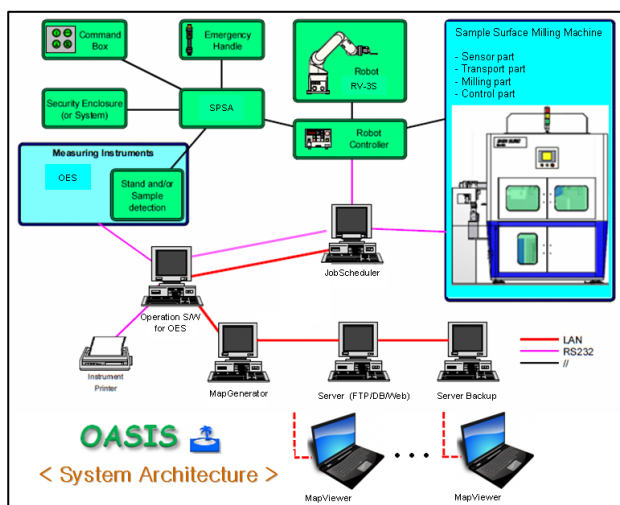 Command
Box
Emergency
Handle
Robot
RV-3S
Sample Surface Milling Machine
- Sensor part
- Transport part
- Milling part
- Control part
Security Enclosure
(or System)
SPSA
Robot
Controller
Measuring Instruments
OES
Stand and/or
Sample
detection
JobScheduler
Operation S/W
for OES
Instrument
Printer
MapGenerator
Server (FTP/DB/Web)
Server Backup
LAN
RS232
//
OASIS
< System Architecture >
MapViewer
MapViewer